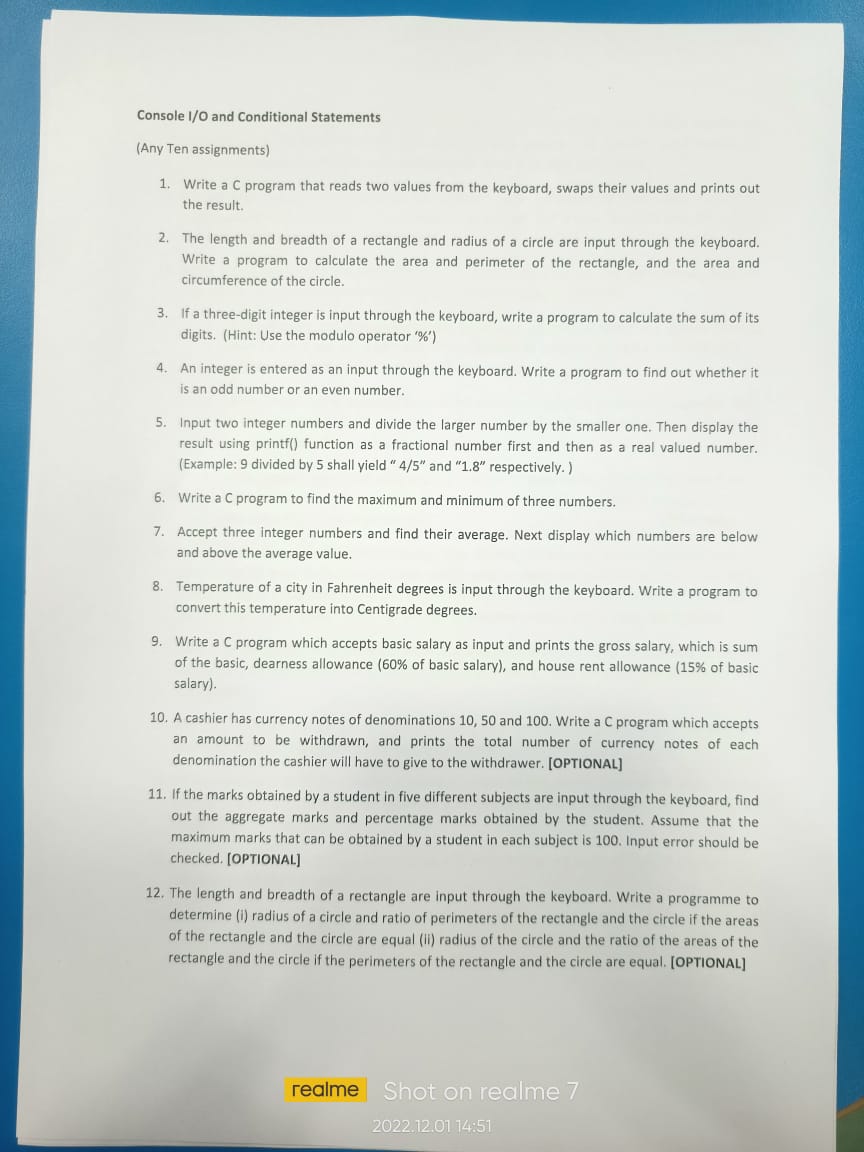 Console I/O and Conditional Statements
(Any Ten assignments)
1. Write a C program that reads two values from the keyboard, swaps their values and prints out
the result.
2. The length and breadth of a rectangle and radius of a circle are input through the keyboard.
Write a program to calculate the area and perimeter of the rectangle, and the area and
circumference of the circle.
3. If a three-digit integer is input through the keyboard, write a program to calculate the sum of its
digits. (Hint: Use the modulo operator '%')
4. An integer is entered as an input through the keyboard. Write a program to find out whether it
is an odd number or an even number.
5. Input two integer numbers and divide the larger number by the smaller one. Then display the
result using printf() function as a fractional number first and then as a real valued number.
(Example: 9 divided by 5 shall yield " 4/5" and "1.8" respectively. )
6. Write a C program to find the maximum and minimum of three numbers.
7. Accept three integer numbers and find their average. Next display which numbers are below
and above the average value.
8. Temperature of a city in Fahrenheit degrees is input through the keyboard. Write a program to
convert this temperature into Centigrade degrees.
9. Write a C program which accepts basic salary as input and prints the gross salary, which is sum
of the basic, dearness allowance (60% of basic salary), and house rent allowance (15% of basic
salary).
10. A cashier has currency notes of denominations 10, 50 and 100. Write a C program which accepts
an amount to be withdrawn, and prints the total number of currency notes of each
denomination the cashier will have to give to the withdrawer. [OPTIONAL]
11. If the marks obtained by a student in five different subjects are input through the keyboard, find
out the aggregate marks and percentage marks obtained by the student. Assume that the
maximum marks that can be obtained by a student in each subject is 100. Input error should be
checked. [OPTIONAL]
12. The length and breadth of a rectangle are input through the keyboard. Write a programme to
determine (i) radius of a circle and ratio of perimeters of the rectangle and the circle if the areas
of the rectangle and the circle are equal (ii) radius of the circle and the ratio of the areas of the
rectangle and the circle if the perimeters of the rectangle and the circle are equal. [OPTIONAL]
realme Shot on realme 7
2022.12.01 14:51